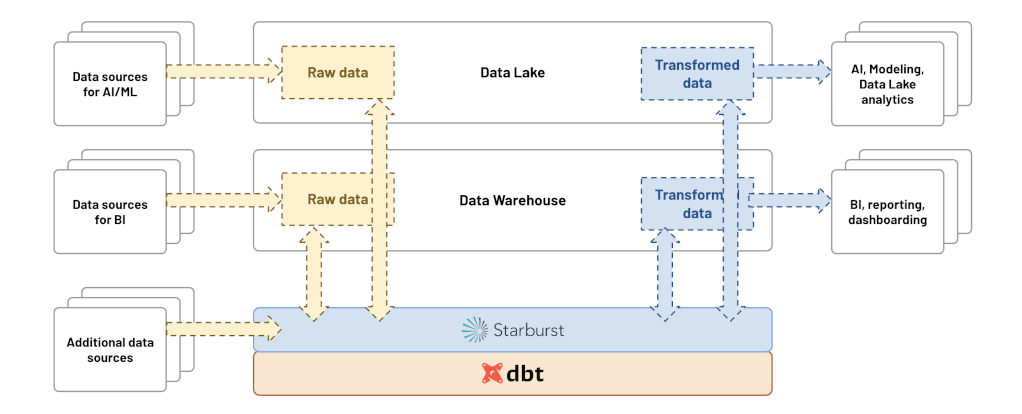 Data sources
for AI/ML
Raw data
Data Lake
Transformed
data
AI, Modeling,
Data Lake
analytics
Data sources
for BI
Raw data
Data Warehouse
Transform d
data
BI, reporting,
dashboarding
Additional data
sources
Starburst
dbt